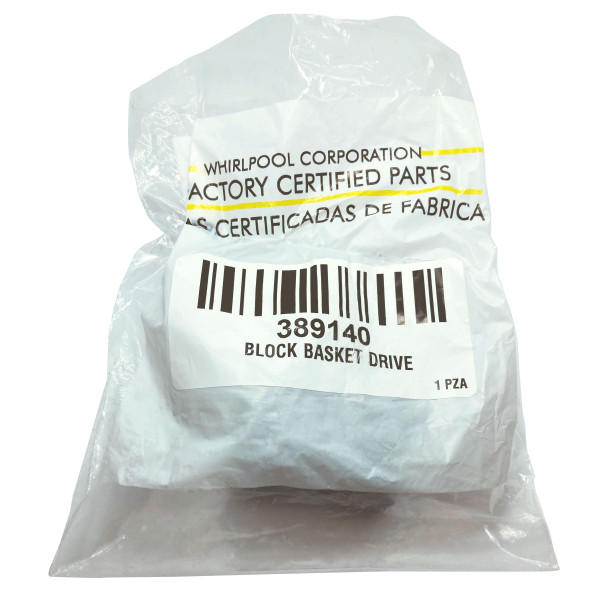 WHIRLPOOL CORPORATION
ACTORY CERTIFIED PARTS
AS CERTIFICADAS DE FABRICA
389140
BLOCK BASKET DRIVE
1 PZA